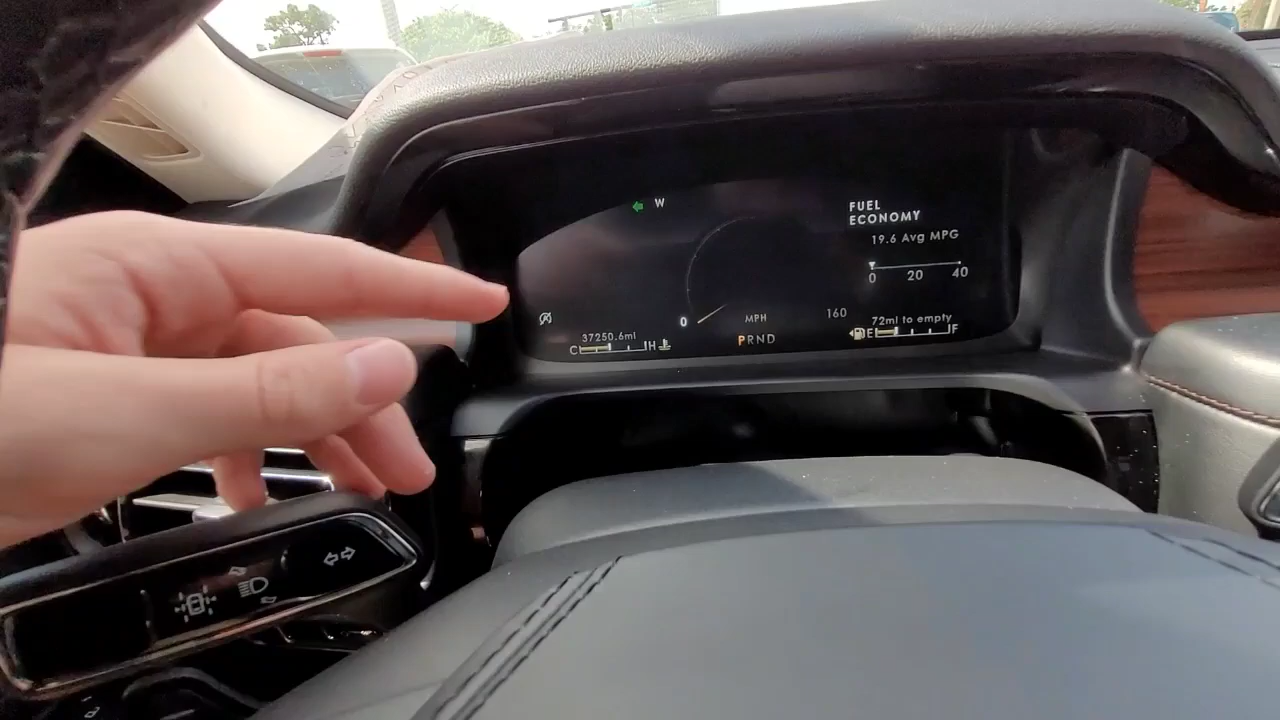 W
FUEL
ECONOMY
19.6 Avg MPG
0 20 40
0
MPH
160
72mi to empty
37250.6mi
C H
PRND
E F